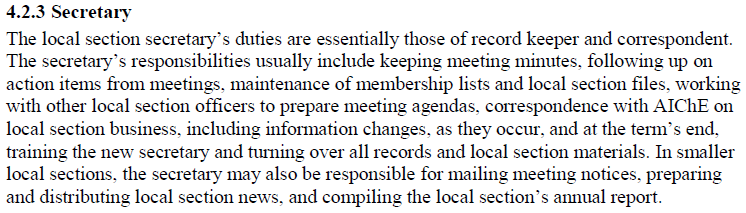 4.2.3 Secretary
The local section secretary’s duties are essentially those of record keeper and correspondent.
The secretary’s responsibilities usually include keeping meeting minutes, following up on
action items from meetings, maintenance of membership lists and local section files, working
with other local section officers to prepare meeting agendas, correspondence with AIChE on
local section business, including information changes, as they occur, and at the term’s end,
training the new secretary and turning over all records and local section materials. In smaller
local sections, the secretary may also be responsible for mailing meeting notices, preparing
and distributing local section news, and compiling the local section’s annual report.